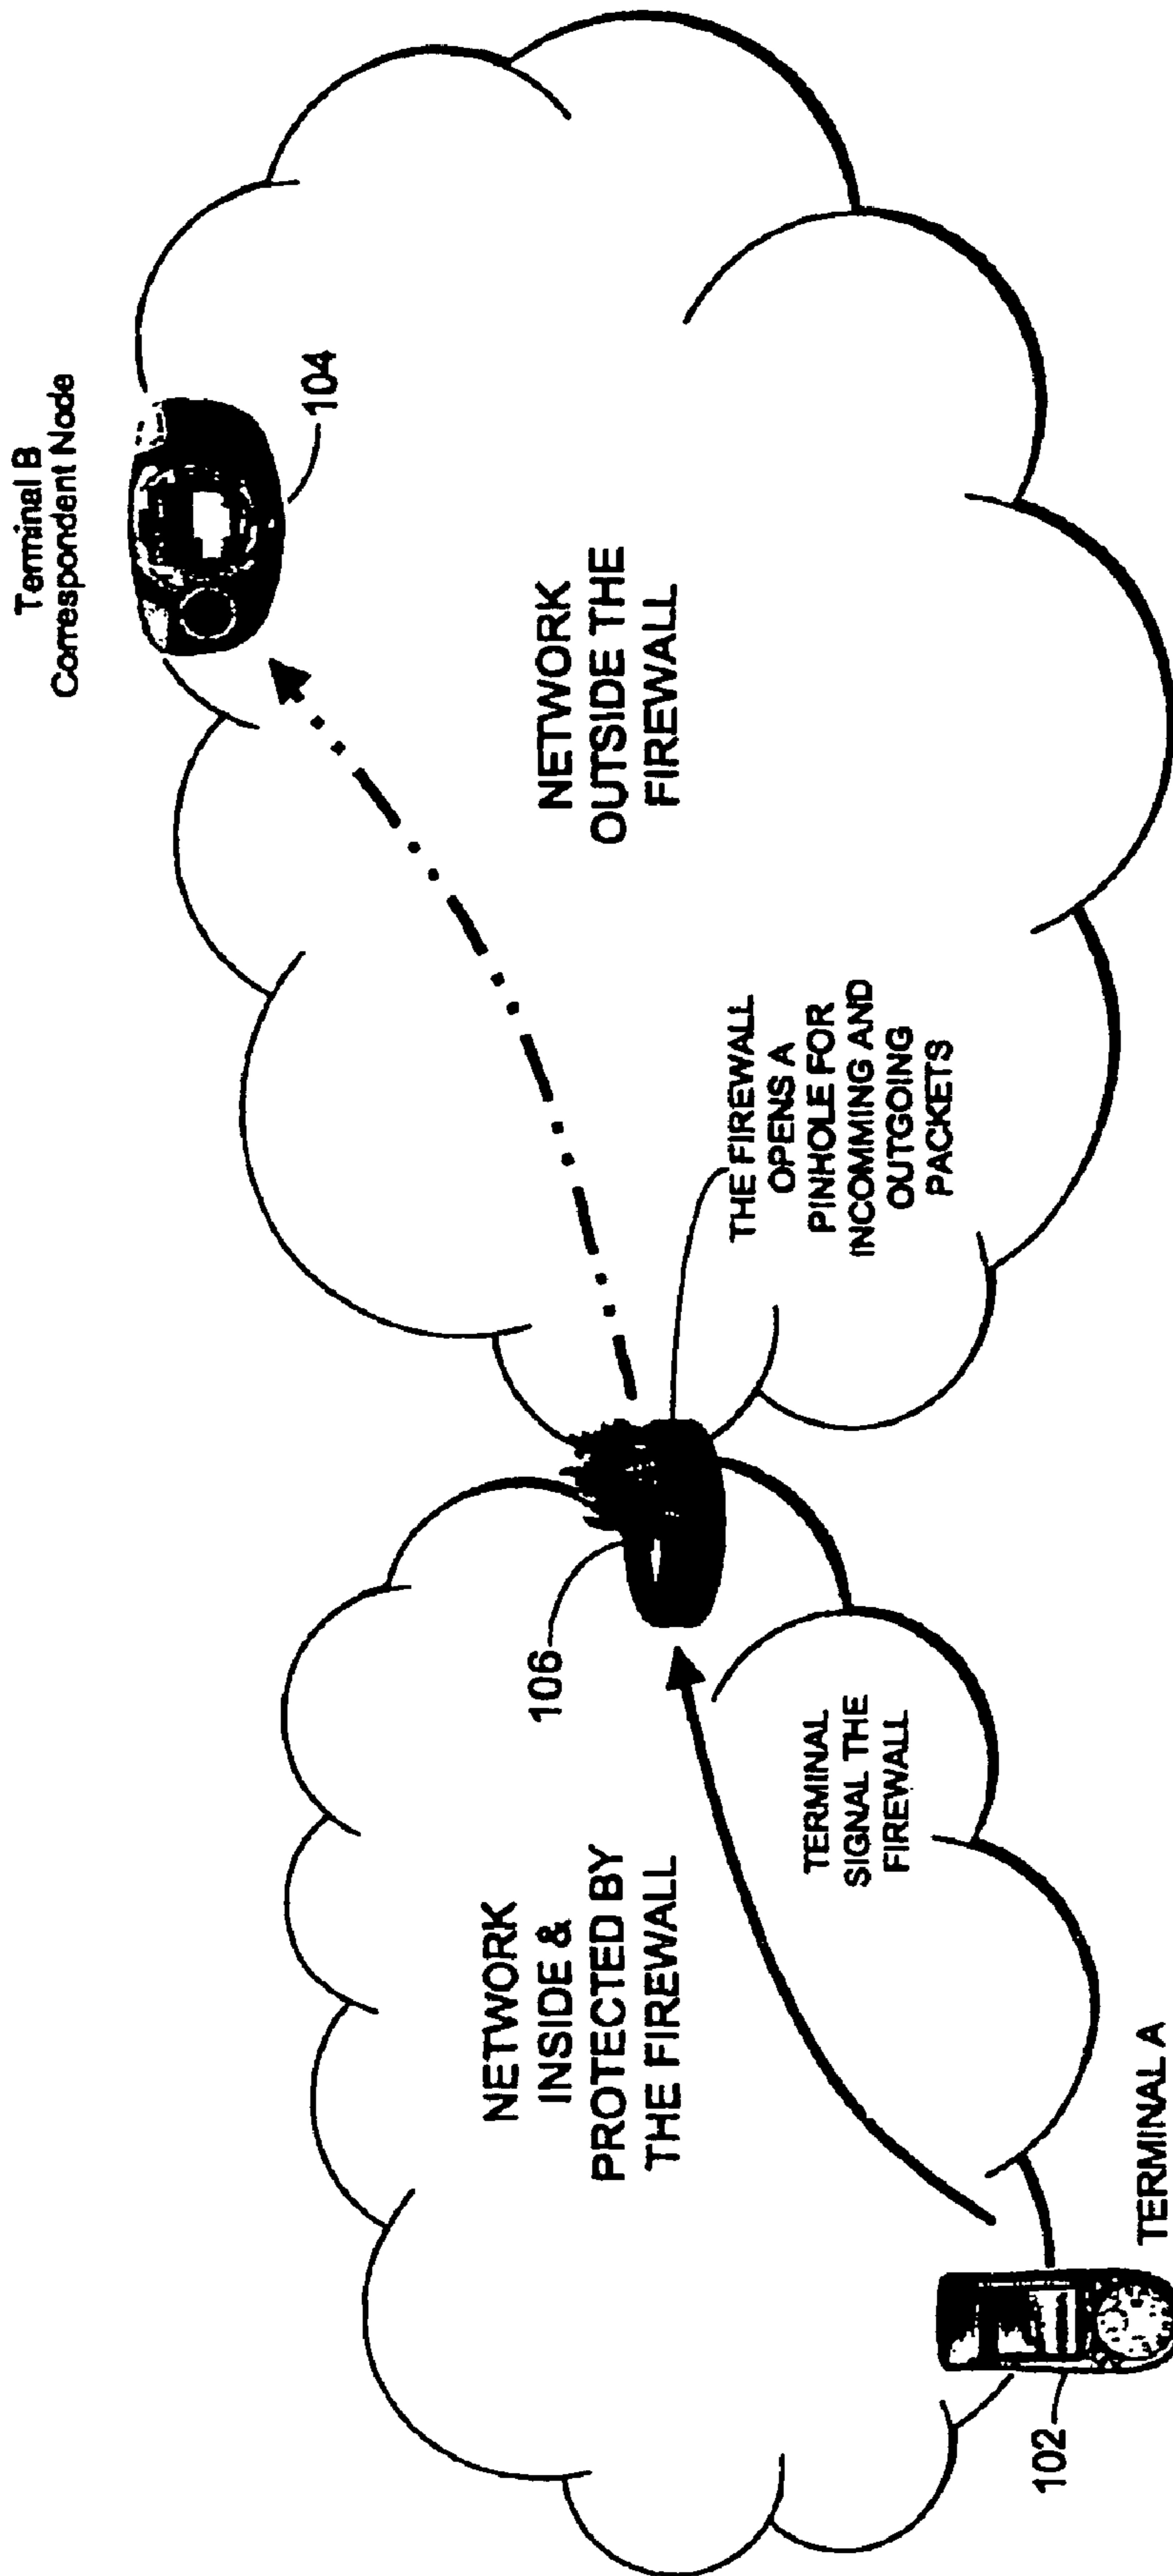 Terminal B
Correspondent Node
104
NETWORK
OUTSIDE THE
FIREWALL
THE FIREWALL
OPENS A
PINHOLE FOR
INCOMMING AND
OUTGOING
PACKETS
106
NETWORK
INSIDE &
PROTECTED BY
THE FIREWALL
TERMINAL
SIGNAL THE
FIREWALL
102
TERMINAL A